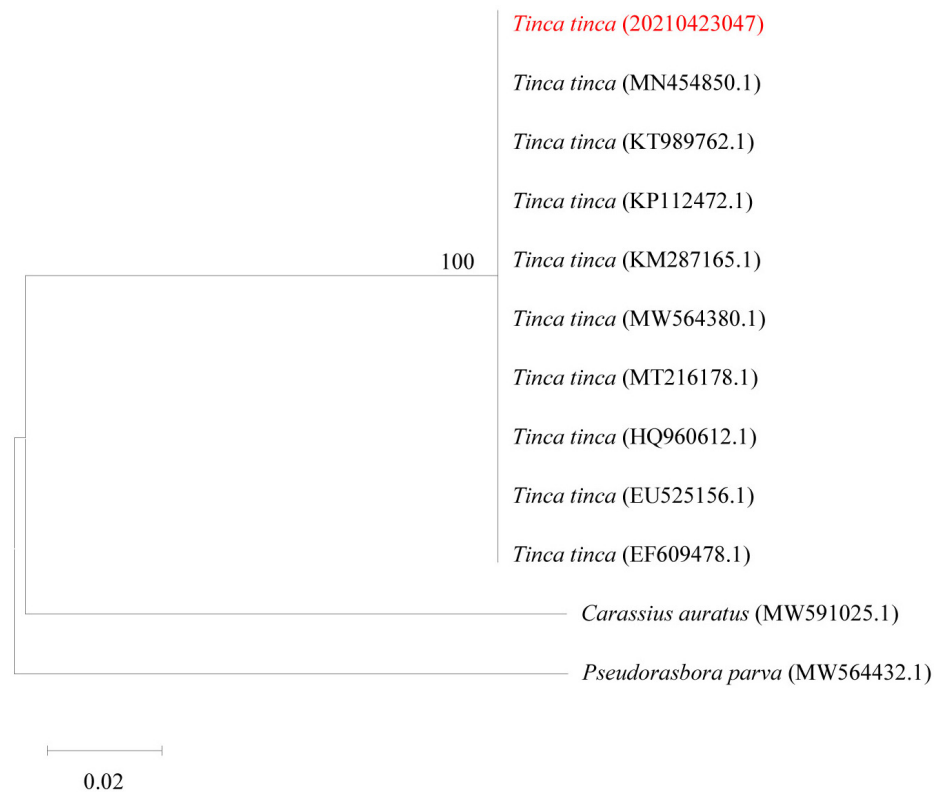 Tinca tinca (20210423047)
Tinca tinca (MN454850.1)
Tinca tinca (KT989762.1)
Tinca tinca (KP112472.1)
100
Tinca tinca (KM287165.1)
Tinca tinca (MW564380.1)
Tinca tinca (MT216178.1)
Tinca tinca (HQ960612.1)
Tinca tinca (EU525156.1)
Tinca tinca (EF609478.1)
Carassius auratus (MW591025.1)
Pseudorasbora parva (MW564432.1)
0.02